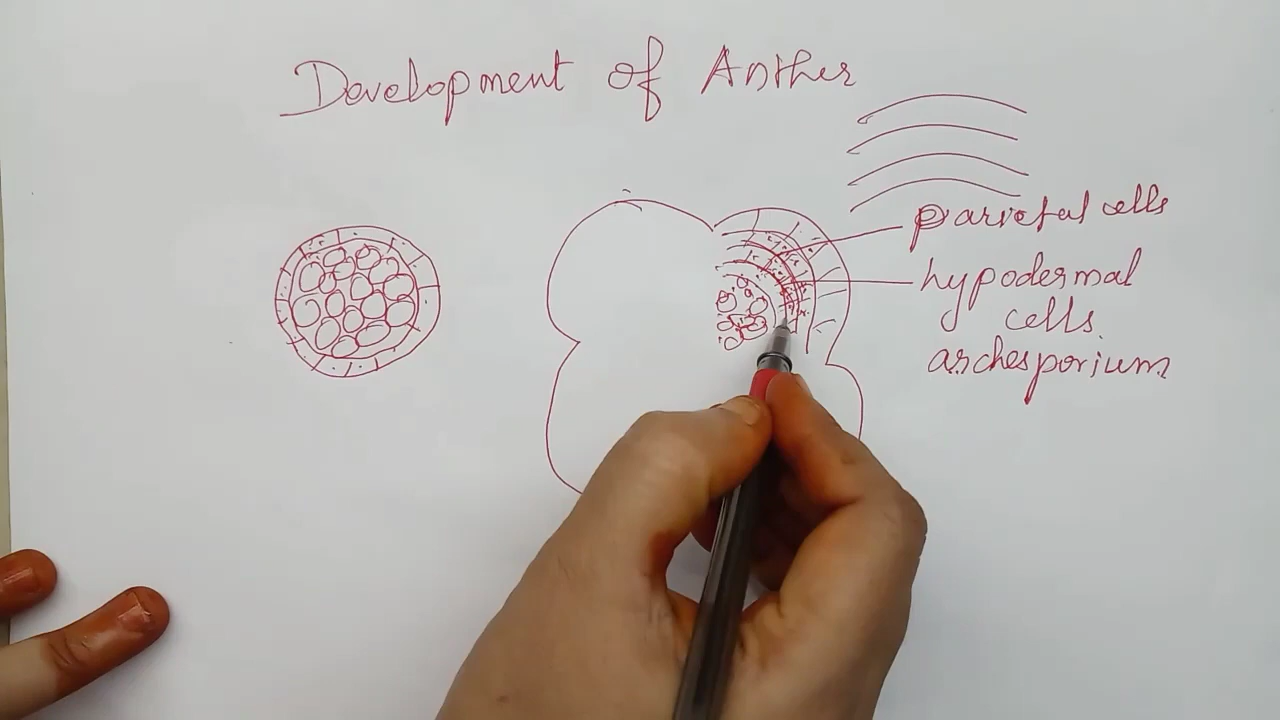 Development of Anther
parietal cells
hypodermal
cells
archesporium